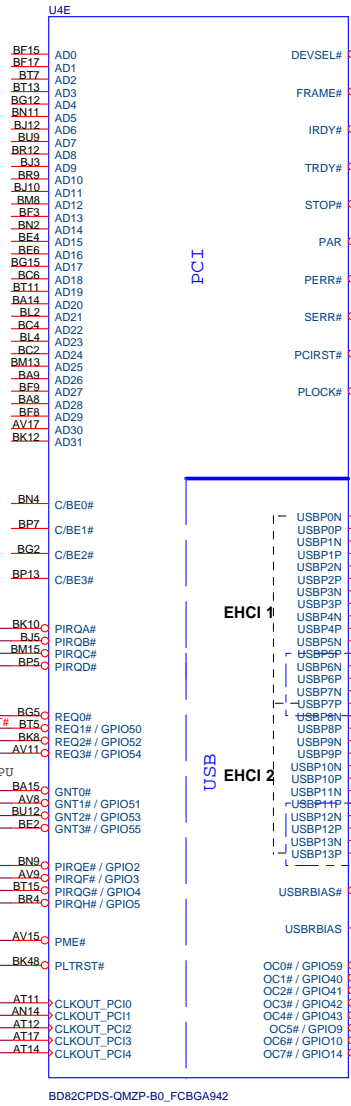 U4E
BF15 AD0 DEVSEL#
BF17 AD1
BT7 AD2
BT13 AD3 FRAME#
BG12 AD4
BN11 AD5
BJ12 AD6 IRDY#
BU9 AD7
BR12 AD8
BJ3 AD9 TRDY#
BR9 AD10
BJ10 AD11
BM8 AD12 STOP#
BF3 AD13
BN2 AD14
BE4 AD15 PAR
BE6 AD16
BG15 AD17
BC6 AD18 PERR#
BT11 AD19
BA14 AD20
BL2 AD21 SERR#
BC4 AD22
BL4 AD23
BC2 AD24 PCIRST#
BM13 AD25
BA9 AD26
BF9 AD27 PLOCK#
BA8 AD28
BF8 AD29
AV17 AD30
BK12 AD31
PCI
BN4 C/BE0#
BP7 C/BE1#
BG2 C/BE2#
BP13 C/BE3#
BK10 PIRQA#
BJ5 PIRQB#
BM15 PIRQC#
BP5 PIRQD#
BG5 REQ0#
T# BT5 REQ1# / GPIO50
BK8 REQ2# / GPIO52
AV11 REQ3# / GPIO54
PU
BA15 GNT0#
AV8 GNT1# / GPIO51
BU12 GNT2# / GPIO53
BE2 GNT3# / GPIO55
BN9 PIRQE# / GPIO2
AV9 PIRQF# / GPIO3
BT15 PIRQG# / GPIO4
BR4 PIRQH# / GPIO5
AV15 PME#
BK48 PLTRST#
AT11 CLKOUT_PCI0
AN14 CLKOUT_PCI1
AT12 CLKOUT_PCI2
AT17 CLKOUT_PCI3
AT14 CLKOUT_PCI4
USB
EHCI 1
EHCI 2
USBP0N
USBP0P
USBP1N
USBP1P
USBP2N
USBP2P
USBP3N
USBP3P
USBP4N
USBP4P
USBP5N
USBP5P
USBP6N
USBP6P
USBP7N
USBP7P
USBP8N
USBP8P
USBP9N
USBP9P
USBP10N
USBP10P
USBP11N
USBP11P
USBP12N
USBP12P
USBP13N
USBP13P
USBRBIAS#
USBRBIAS
OC0# / GPIO59
OC1# / GPIO40
OC2# / GPIO41
OC3# / GPIO42
OC4# / GPIO43
OC5# / GPIO9
OC6# / GPIO10
OC7# / GPIO14
BD82CPDS-QMZP-B0_FCBGA942